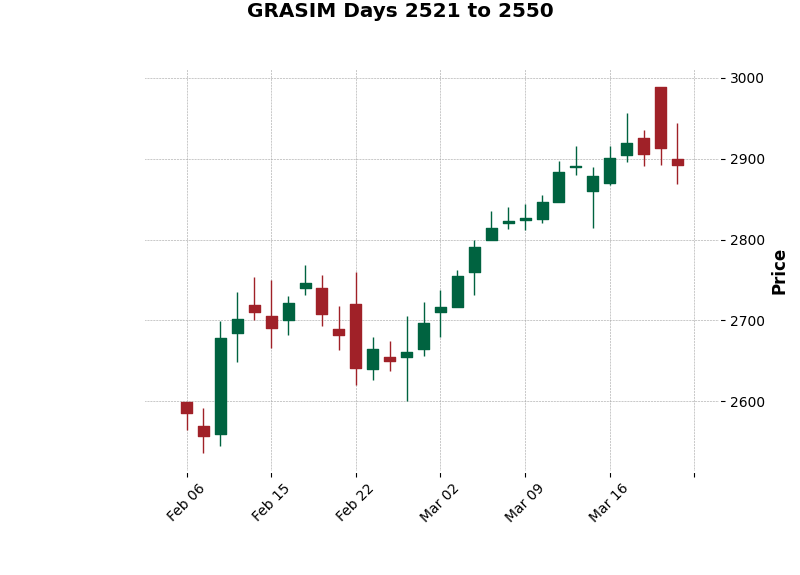 GRASIM Days 2521 to 2550
3000
2900
2800
2700
2600
Price
Feb 06
Feb 15
Feb 22
Mar 02
Mar 09
Mar 16